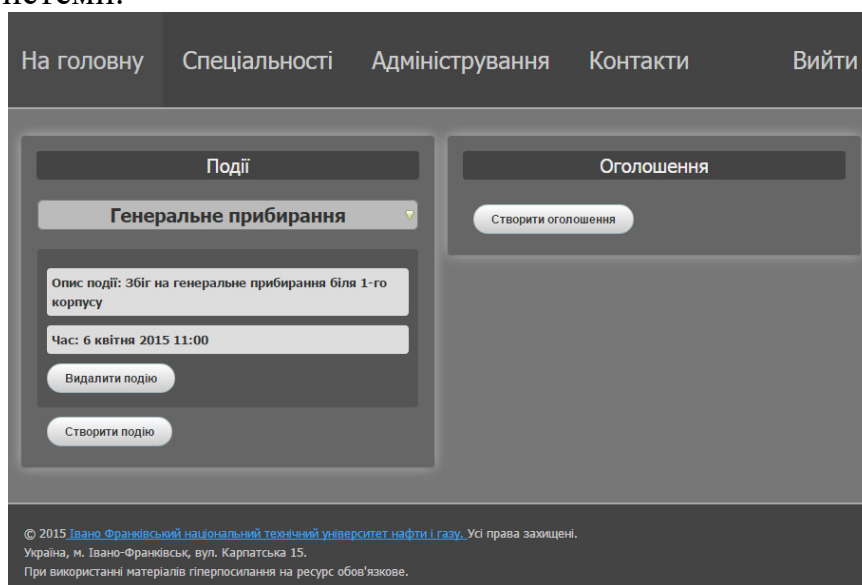 На головну Спеціальності Адміністрування Контакти Вийти
Події
Генеральне прибирання
Опис події: Збіг на генеральне прибирання біля 1-го
корпусу
Час: 6 квітня 2015 11:00
Видалити подію
Створити подію
Оголошення
Створити оголошення
© 2015 Івано Франківський національний технічний університет нафти і газу. Усі права захищені.
Україна, м. Івано-Франківськ, вул. Карпатська 15.
При використанні матеріалів гіперпосилання на ресурс обов'язкове.